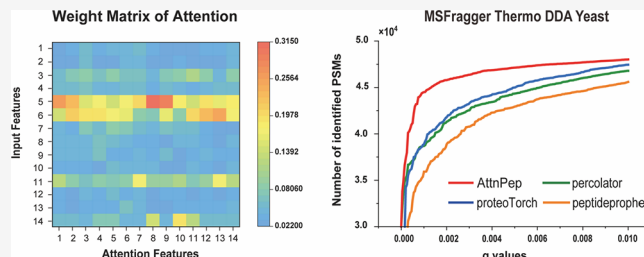 Weight Matrix of Attention
Input Features
1
2
3
4
5
6
7
8
9
10
11
12
13
14
1 2 3 4 5 6 7 8 9 10 11 12 13 14
Attention Features
0.3150
0.2564
0.1978
0.1392
0.08060
0.02200
MSFragger Thermo DDA Yeast
×10⁴
Number of identified PSMs
5.0
4.5
4.0
3.5
3.0
AttnPep
percolator
proteoTorch
peptideprophe
0.000 0.002 0.004 0.006 0.008 0.010
q values